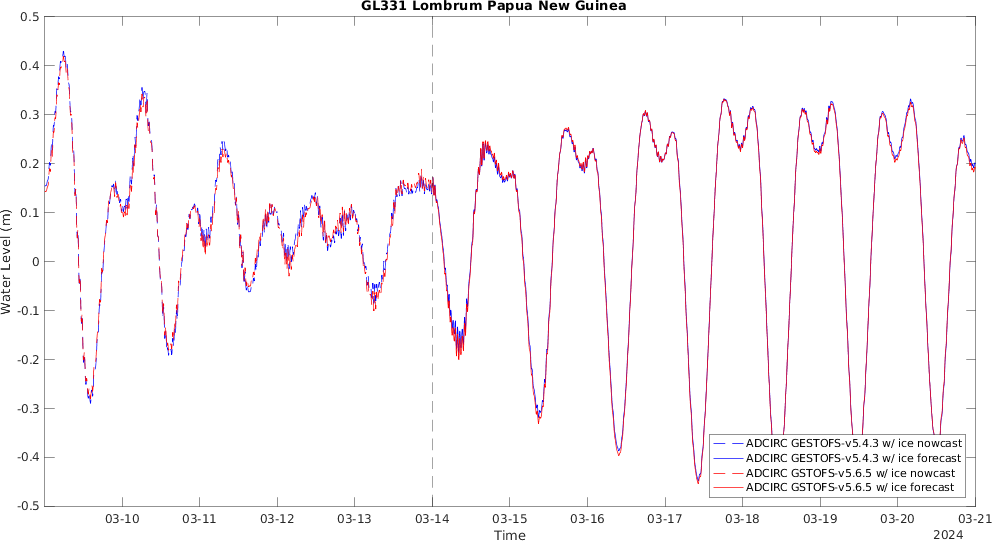 GL331 Lombrum Papua New Guinea
0.5
0.4
0.3
0.2
0.1
0
-0.1
-0.2
-0.3
-0.4
-0.5
Water Level (m)
ADCIRC GESTOFS-v5.4.3 w/ ice nowcast
ADCIRC GESTOFS-v5.4.3 w/ ice forecast
ADCIRC GSTOFS-v5.6.5 w/ ice nowcast
ADCIRC GSTOFS-v5.6.5 w/ ice forecast
03-10 03-11 03-12 03-13 03-14 03-15 03-16 03-17 03-18 03-19 03-20 03-21
Time
2024